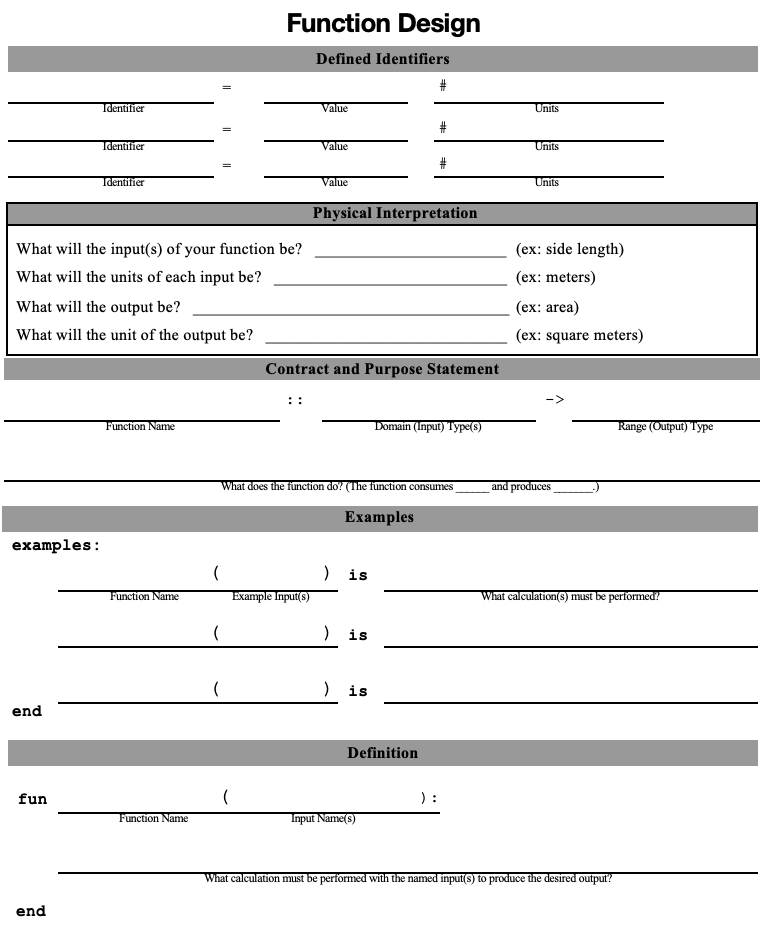 Function Design
Defined Identifiers
= #
Identifier Value Units
= #
Identifier Value Units
= #
Identifier Value Units
Physical Interpretation
What will the input(s) of your function be? ________________________ (ex: side length)
What will the units of each input be? _____________________________ (ex: meters)
What will the output be? ________________________________________ (ex: area)
What will the unit of the output be? ______________________________ (ex: square meters)
Contract and Purpose Statement
:: ->
Function Name Domain (Input) Type(s) Range (Output) Type
What does the function do? (The function consumes ______ and produces _______.)
Examples
examples:
( ) is
Function Name Example Input(s) What calculation(s) must be performed?
( ) is
( ) is
end
Definition
fun ( ):
Function Name Input Name(s)
What calculation must be performed with the named input(s) to produce the desired output?
end